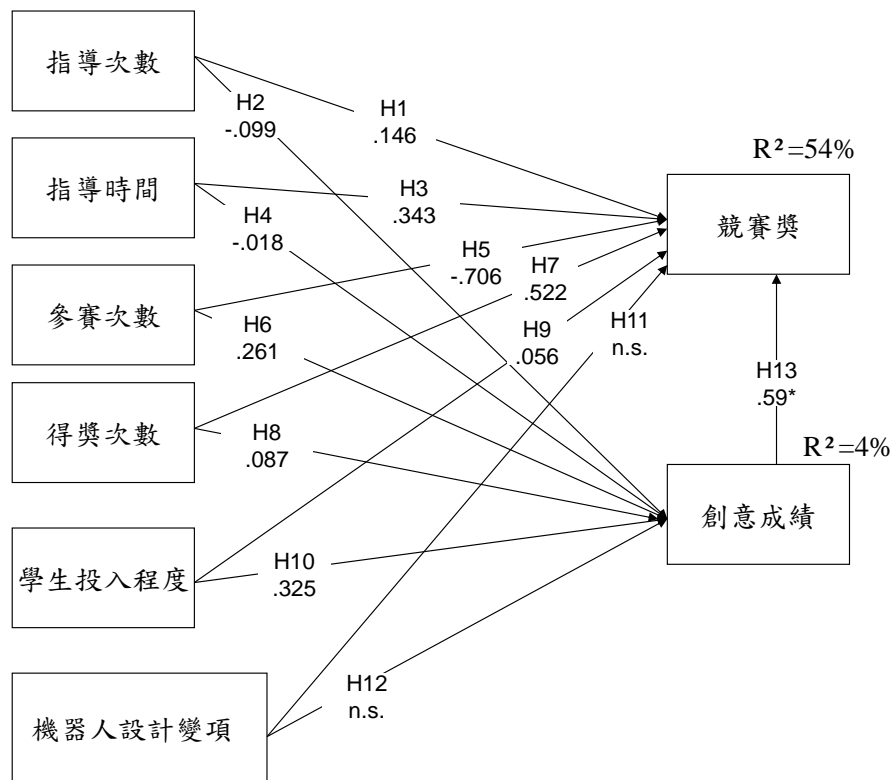 指導次數
H2
-.099
H1
.146
R²=54%
指導時間
H4
-.018
H3
.343
競賽獎
H5
-.706
H7
.522
參賽次數
H6
.261
H9
.056
H11
n.s.
H13
.59*
得獎次數
H8
.087
R²=4%
創意成績
學生投入程度
H10
.325
機器人設計變項
H12
n.s.